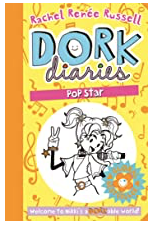 Rachel Renée Russell
DORK
diaries
Pop Star
Welcome to Nikki's world!